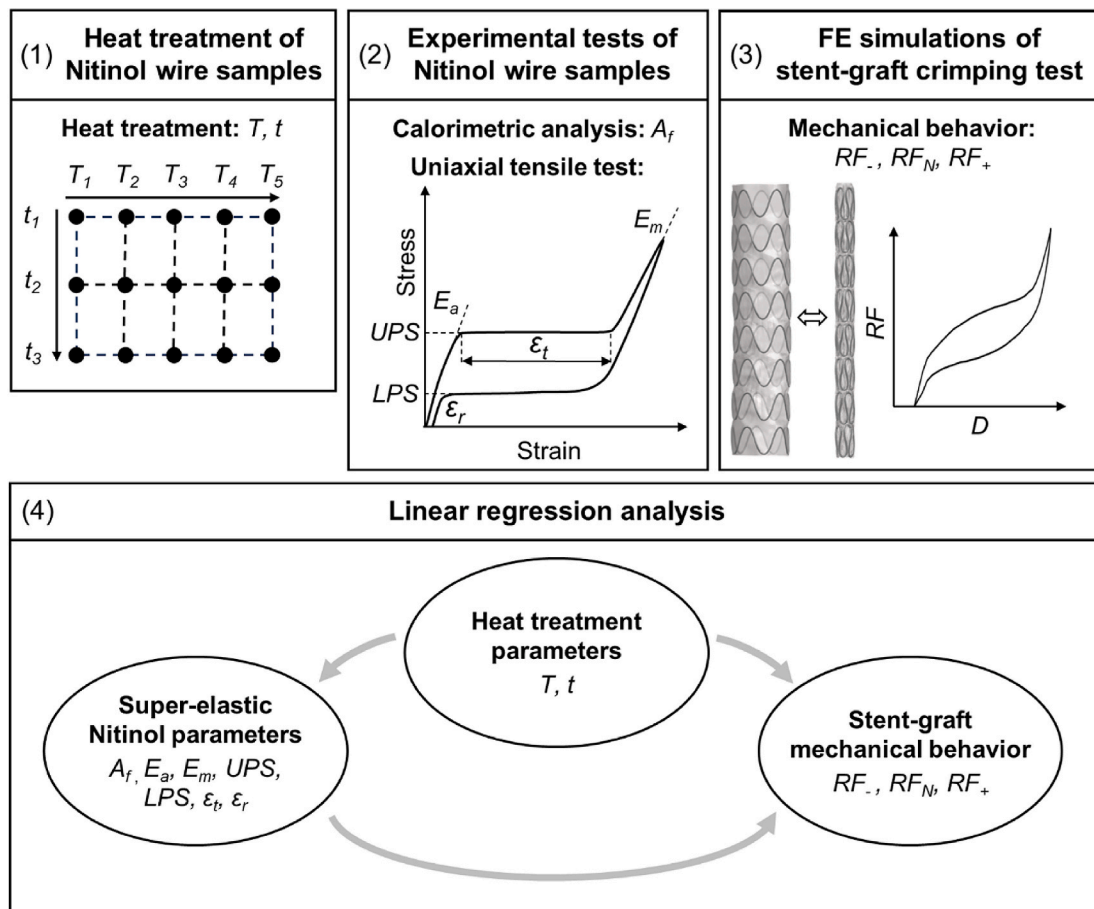 (1)
Heat treatment of
Nitinol wire samples
Heat treatment: T, t
T1 T2 T3 T4 T5
t1
t2
t3
(2)
Experimental tests of
Nitinol wire samples
Calorimetric analysis: Af
Uniaxial tensile test:
Stress
Em
Ea
UPS
εt
LPS
εr
Strain
(3)
FE simulations of
stent-graft crimping test
Mechanical behavior:
RF-, RFN, RF+
RF
D
(4)
Linear regression analysis
Heat treatment
parameters
T, t
Super-elastic
Nitinol parameters
Af, Ea, Em, UPS,
LPS, εt, εr
Stent-graft
mechanical behavior
RF-, RFN, RF+